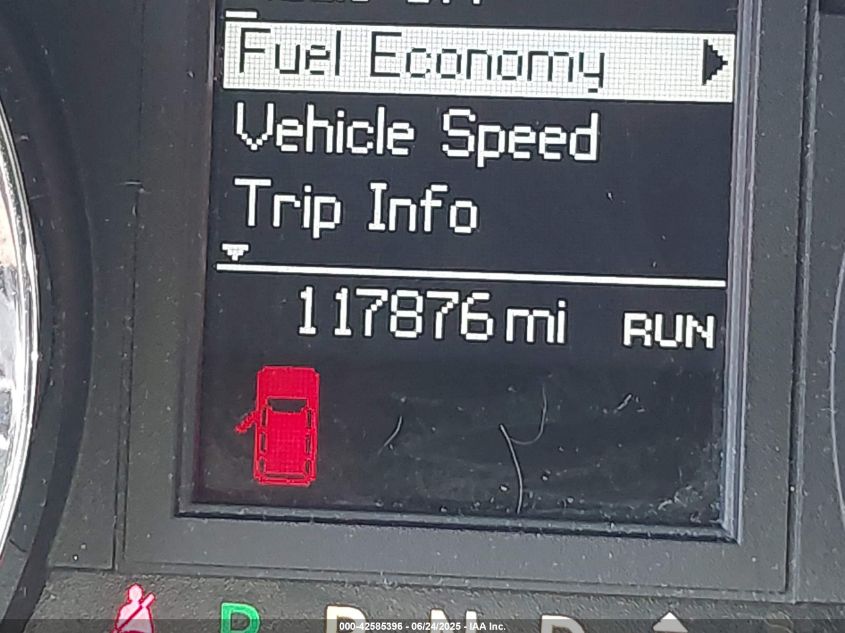 Fuel Economy
Vehicle Speed
Trip Info
117876 mi RUN
P R N D
000-42585396 - 06/24/2025 - IAA Inc.